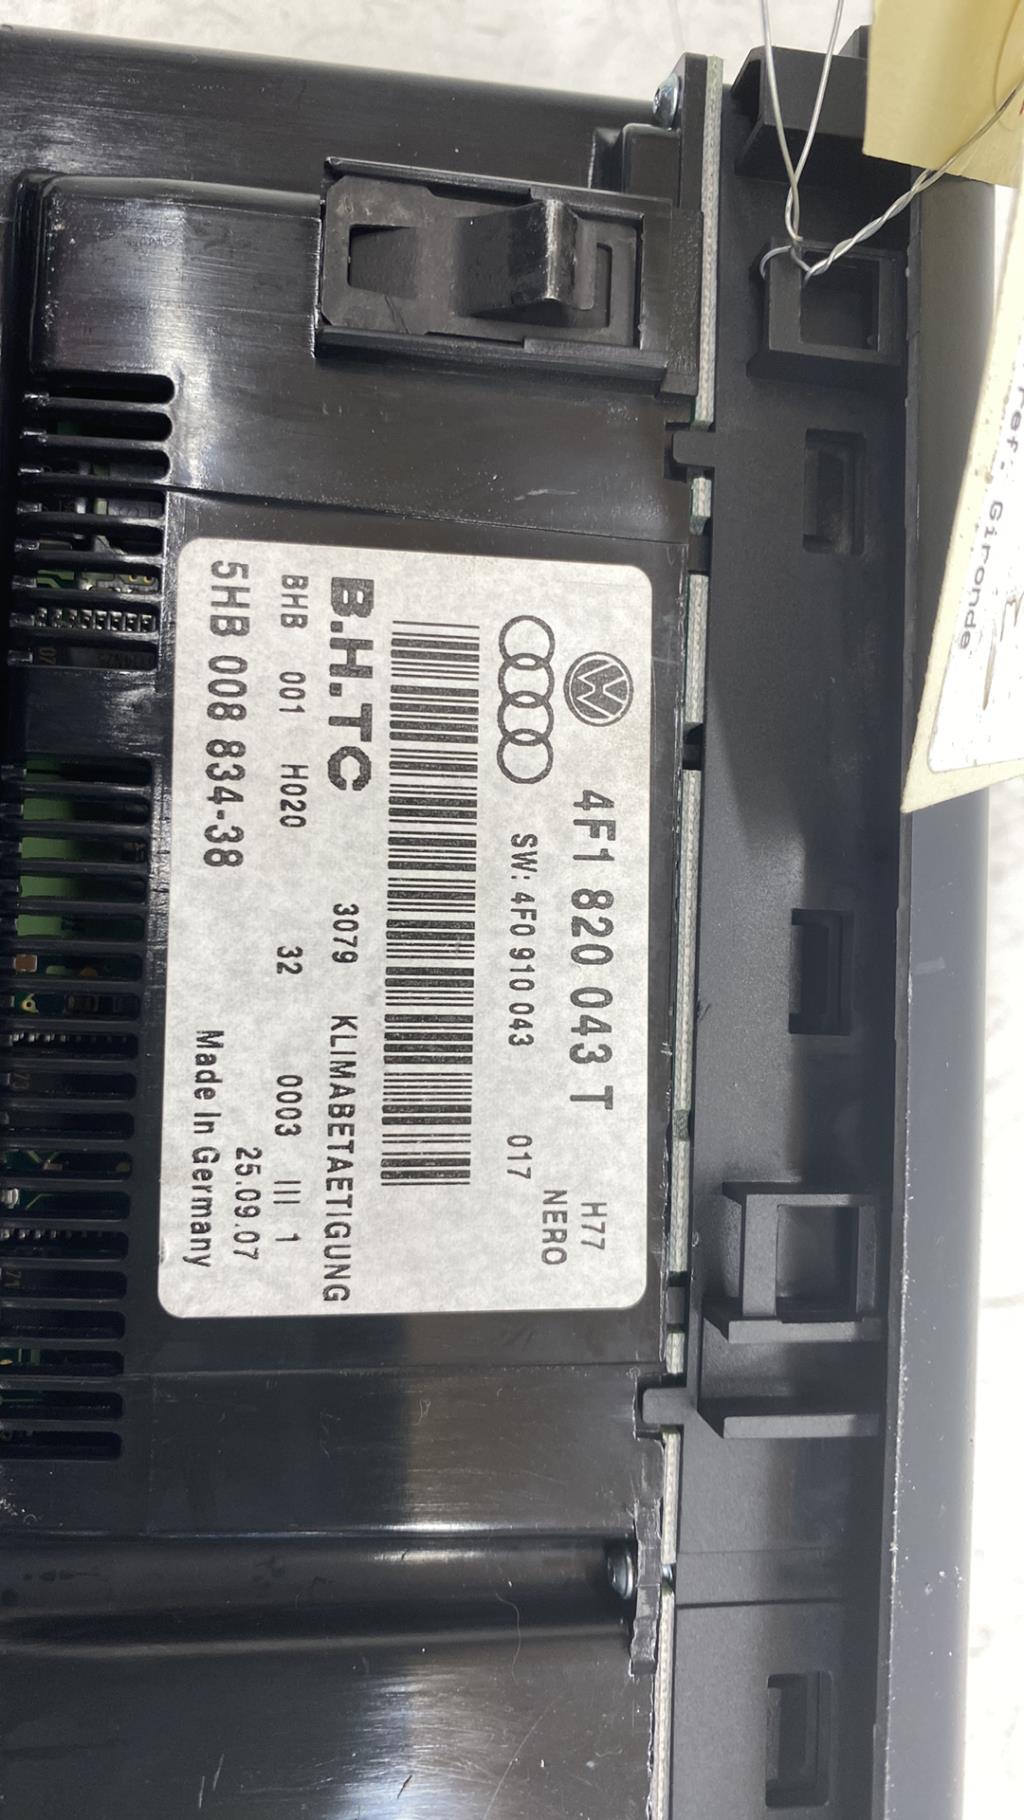 4F1 820 043 T H77
NERO
SW: 4F0 910 043 017
B.H.TC 3079 KLIMABETAETIGUNG
BHB 001 H020 32 0003 III 1
25.09.07
5HB 008 834-38 Made In Germany
ref. Gironde